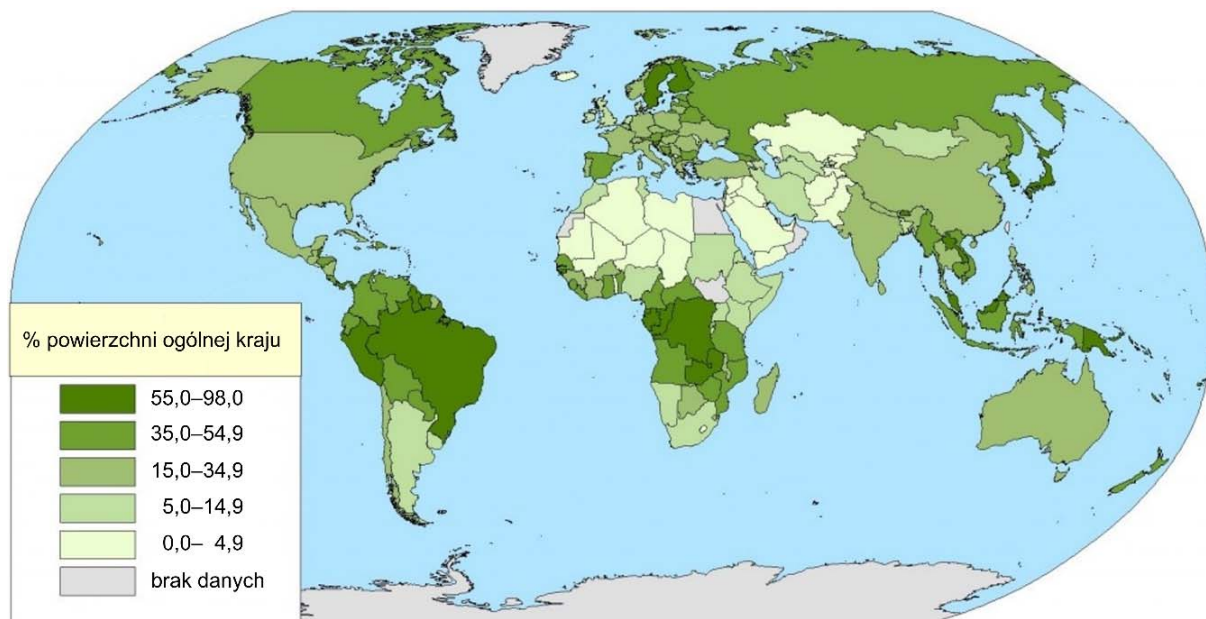 % powierzchni ogólnej kraju
55,0–98,0
35,0–54,9
15,0–34,9
5,0–14,9
0,0– 4,9
brak danych